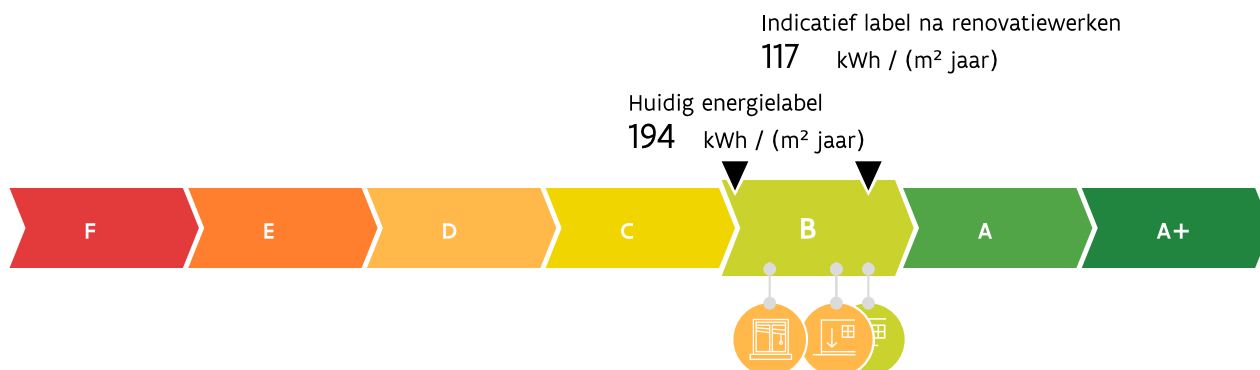 Indicatief label na renovatiewerken
117 kWh / (m² jaar)
Huidig energielabel
194 kWh / (m² jaar)
F E D C B A A+